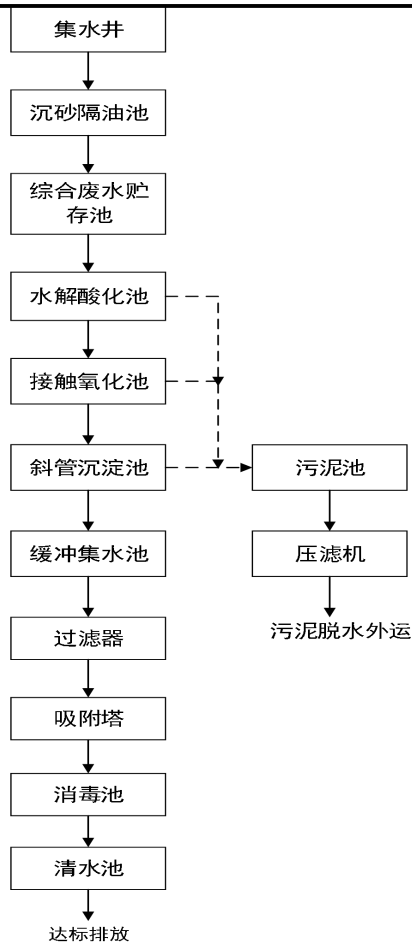 集水井
沉砂隔油池
综合废水贮
存池
水解酸化池
接触氧化池
斜管沉淀池
污泥池
缓冲集水池
压滤机
污泥脱水外运
过滤器
吸附塔
消毒池
清水池
达标排放